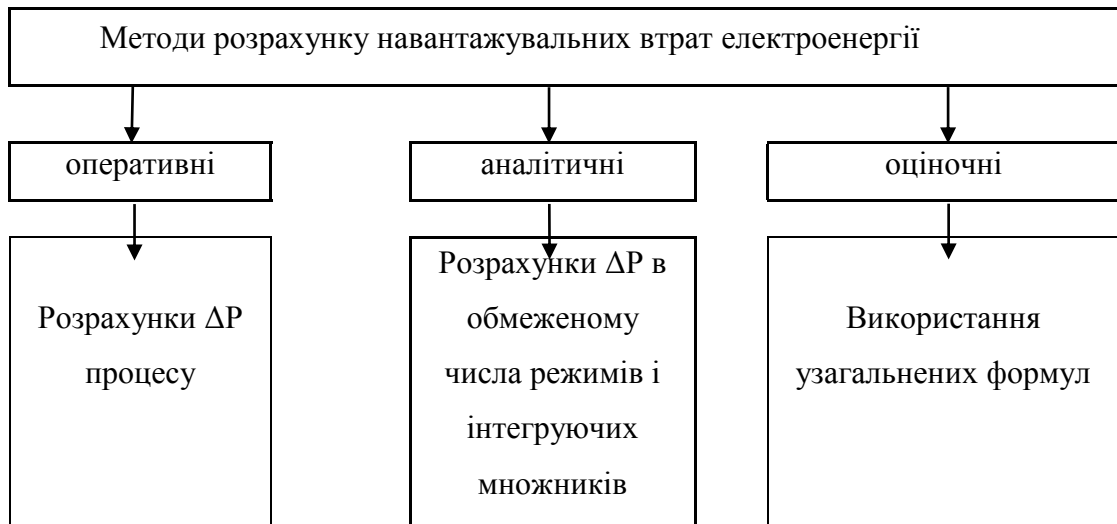 Методи розрахунку навантажувальних втрат електроенергії
оперативні
аналітичні
оціночні
Розрахунки ΔР
процесу
Розрахунки ΔР в
обмеженому
числа режимів і
інтегруючих
множників
Використання
узагальнених формул